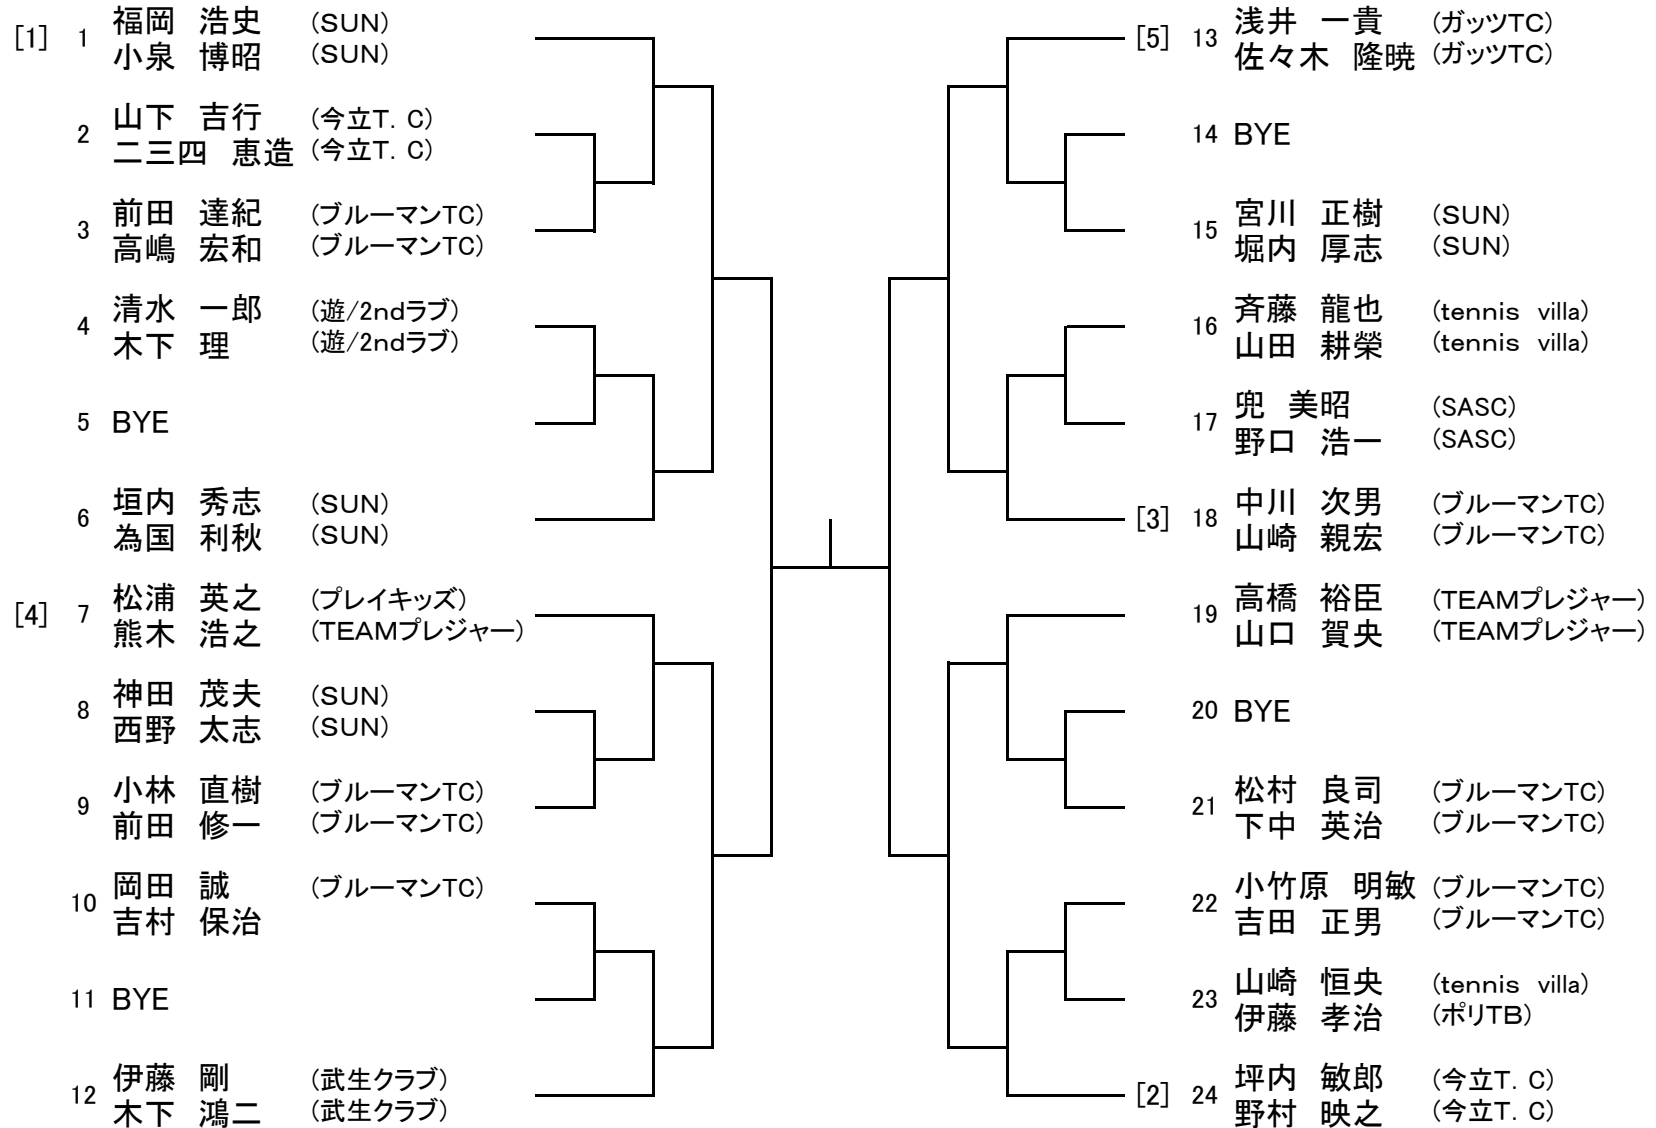 [1] 1 福岡 浩史 (SUN)
小泉 博昭 (SUN)
2 山下 吉行 (今立T. C)
二三四 恵造 (今立T. C)
3 前田 達紀 (ブルーマンTC)
高嶋 宏和 (ブルーマンTC)
4 清水 一郎 (遊/2ndラブ)
木下 理 (遊/2ndラブ)
5 BYE
6 垣内 秀志 (SUN)
為国 利秋 (SUN)
[4] 7 松浦 英之 (プレイキッズ)
熊木 浩之 (TEAMプレジャー)
8 神田 茂夫 (SUN)
西野 太志 (SUN)
9 小林 直樹 (ブルーマンTC)
前田 修一 (ブルーマンTC)
10 岡田 誠 (ブルーマンTC)
吉村 保治
11 BYE
12 伊藤 剛 (武生クラブ)
木下 鴻二 (武生クラブ)
[5] 13 浅井 一貴 (ガッツTC)
佐々木 隆暁 (ガッツTC)
14 BYE
15 宮川 正樹 (SUN)
堀内 厚志 (SUN)
16 斉藤 龍也 (tennis villa)
山田 耕榮 (tennis villa)
17 兜 美昭 (SASC)
野口 浩一 (SASC)
[3] 18 中川 次男 (ブルーマンTC)
山崎 親宏 (ブルーマンTC)
19 高橋 裕臣 (TEAMプレジャー)
山口 賀央 (TEAMプレジャー)
20 BYE
21 松村 良司 (ブルーマンTC)
下中 英治 (ブルーマンTC)
22 小竹原 明敏 (ブルーマンTC)
吉田 正男 (ブルーマンTC)
23 山崎 恒央 (tennis villa)
伊藤 孝治 (ポリTB)
[2] 24 坪内 敏郎 (今立T. C)
野村 映之 (今立T. C)